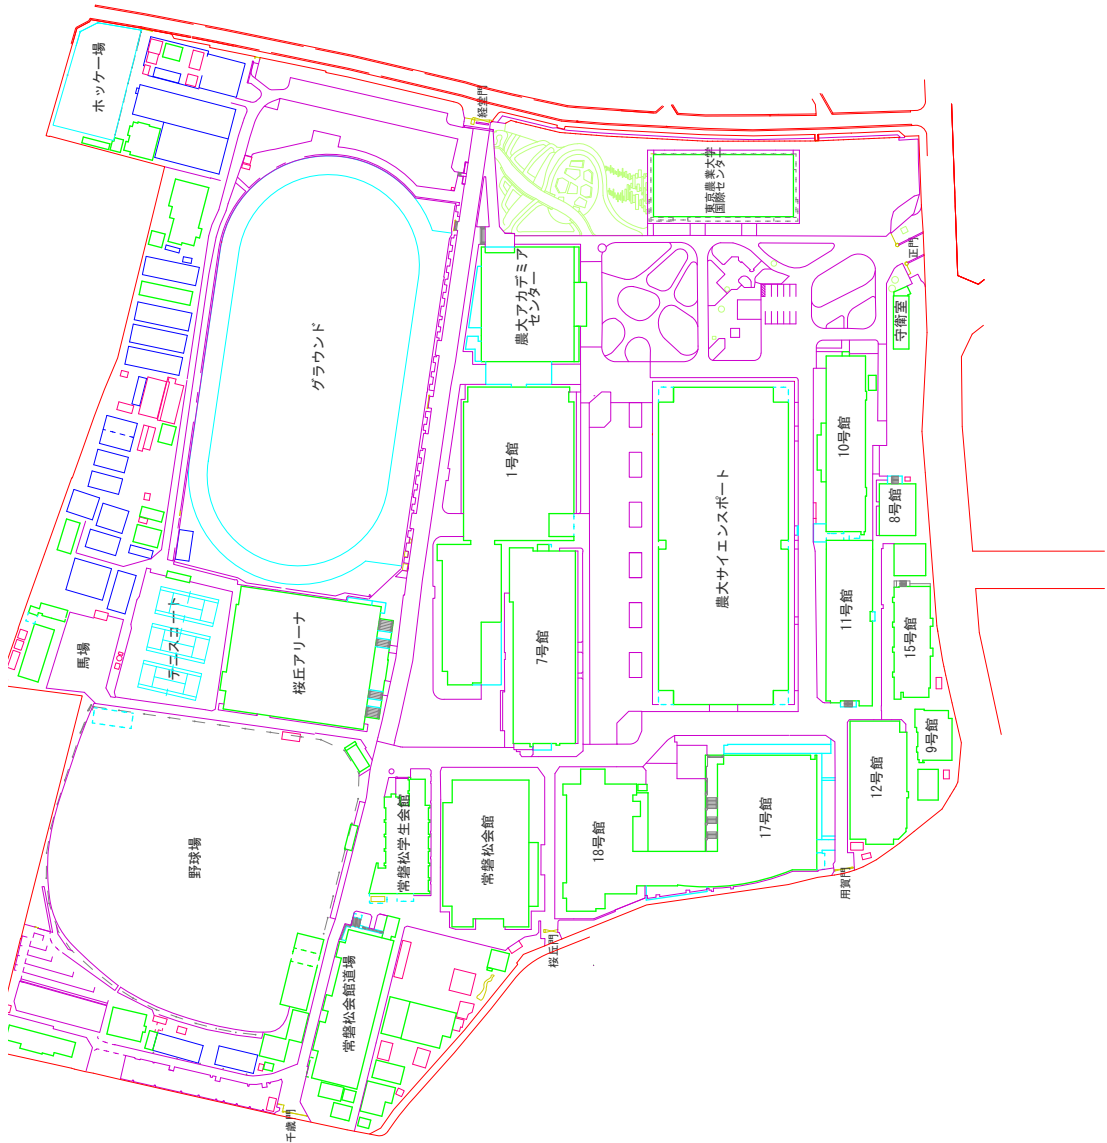 ホッケー場
経堂門
東京農業大学
国際センター
正門
守衛室
農大アカデミア
センター
グラウンド
10号館
1号館
8号館
農大サイエンスポート
11号館
15号館
7号館
テニスコート
馬場
桜丘アリーナ
9号館
12号館
17号館
18号館
常磐松学生会館
常磐松会館
野球場
用賀門
桜丘門
常磐松会館道場
千歳門